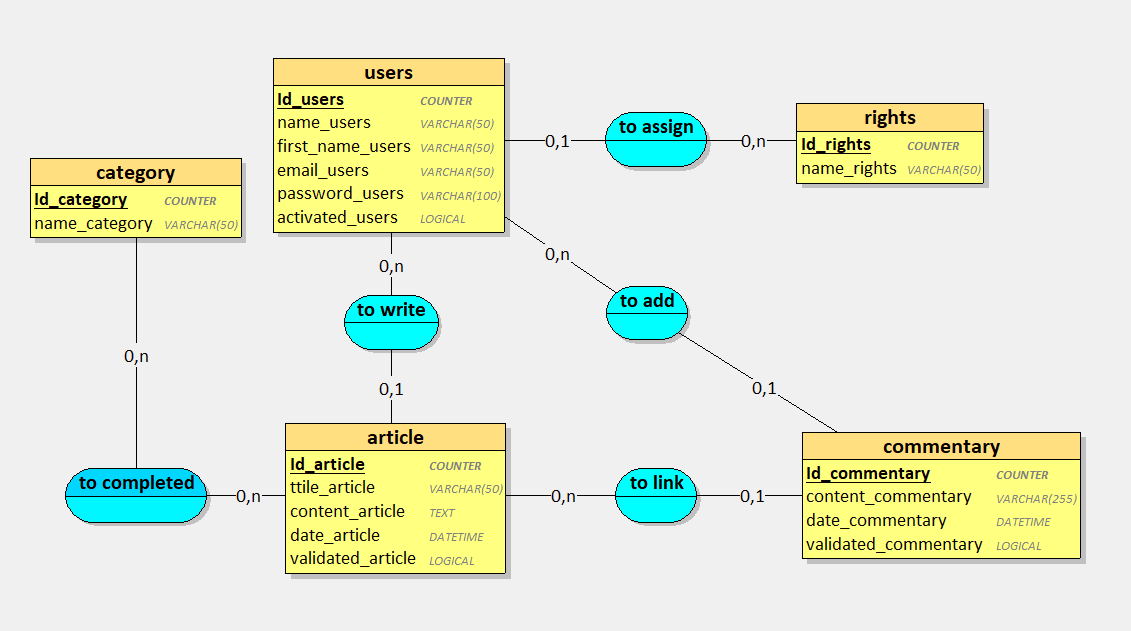 users
Id_users COUNTER
name_users VARCHAR(50)
first_name_users VARCHAR(50)
email_users VARCHAR(50)
password_users VARCHAR(100)
activated_users LOGICAL
0,1
to assign
0,n
rights
Id_rights COUNTER
name_rights VARCHAR(50)
category
Id_category COUNTER
name_category VARCHAR(50)
0,n
0,n
to write
0,1
0,n
to add
0,1
to completed
0,n
article
Id_article COUNTER
ttile_article VARCHAR(50)
content_article TEXT
date_article DATETIME
validated_article LOGICAL
0,n
to link
0,1
commentary
Id_commentary COUNTER
content_commentary VARCHAR(255)
date_commentary DATETIME
validated_commentary LOGICAL